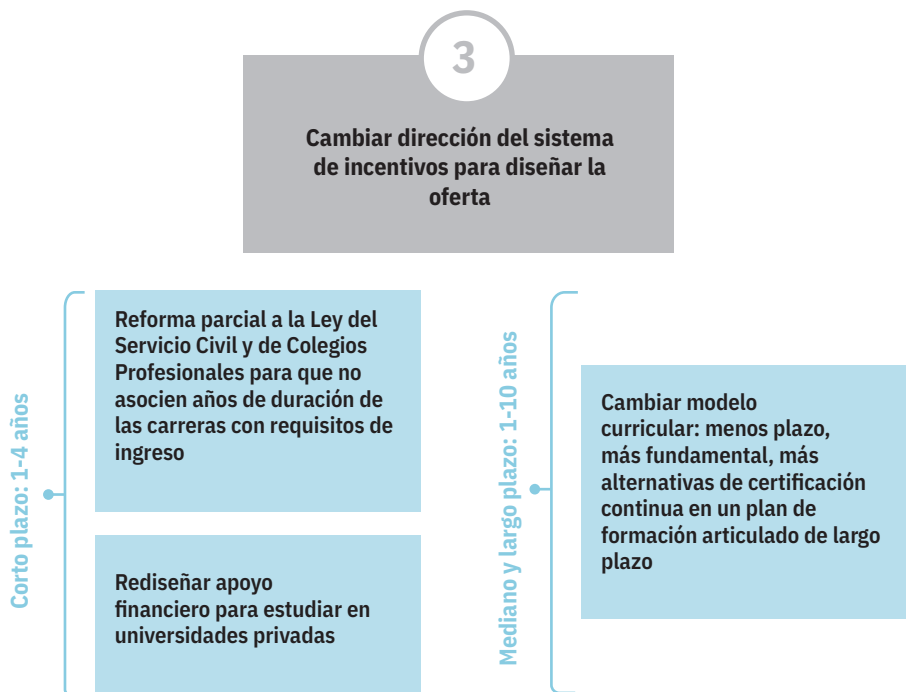 3
Cambiar dirección del sistema
de incentivos para diseñar la
oferta
Corto plazo: 1-4 años
Reforma parcial a la Ley del
Servicio Civil y de Colegios
Profesionales para que no
asocien años de duración de
las carreras con requisitos de
ingreso
Rediseñar apoyo
financiero para estudiar en
universidades privadas
Mediano y largo plazo: 1-10 años
Cambiar modelo
curricular: menos plazo,
más fundamental, más
alternativas de certificación
continua en un plan de
formación articulado de largo
plazo